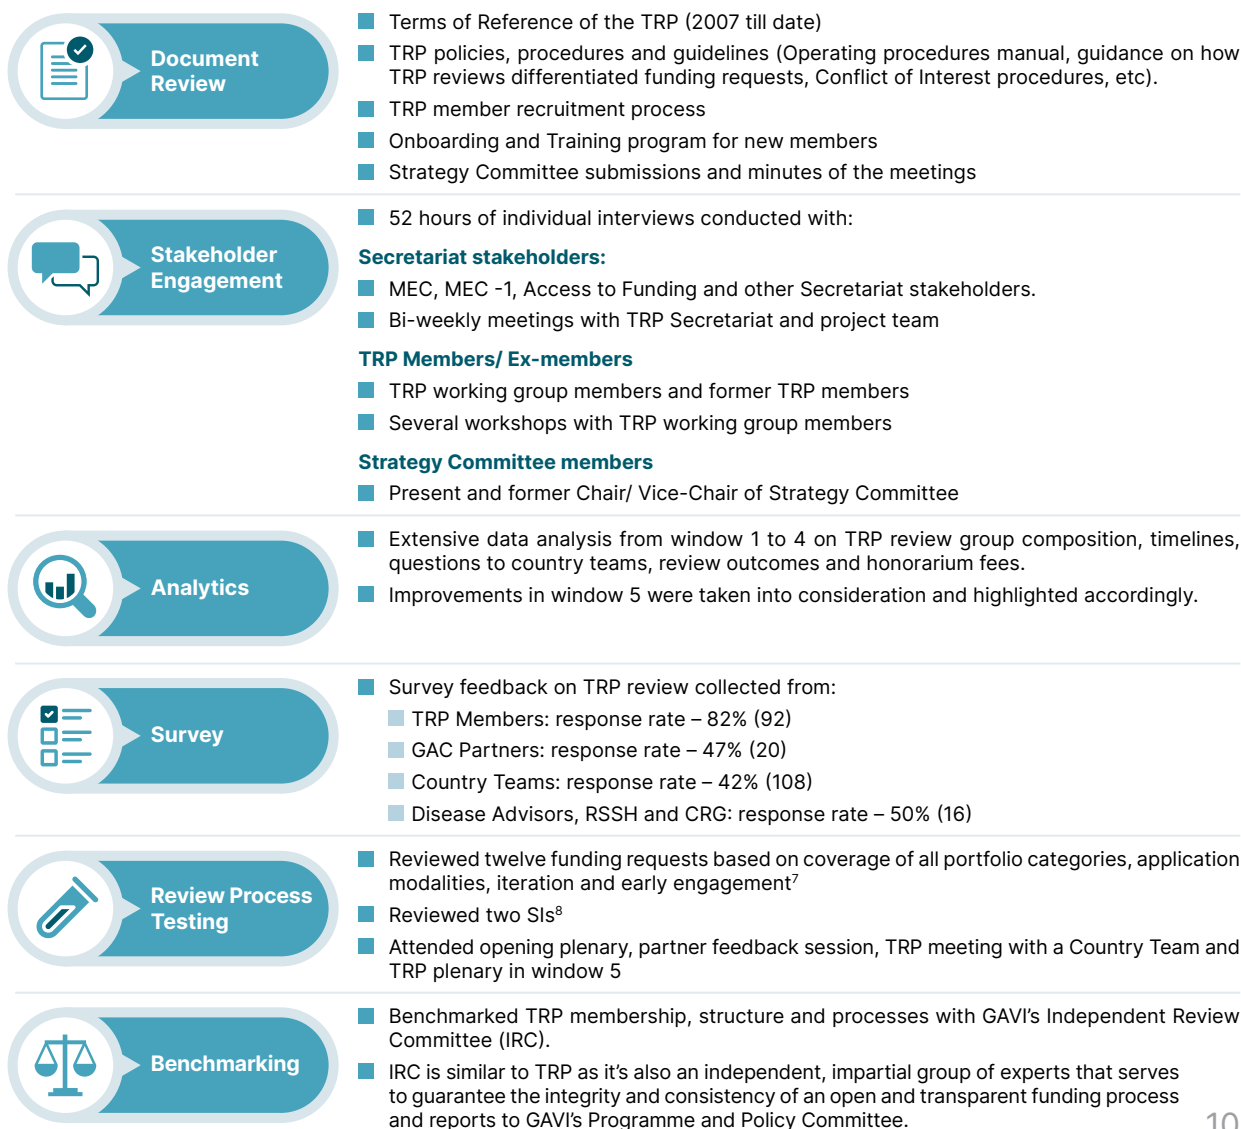 Document
Review
Terms of Reference of the TRP (2007 till date)
TRP policies, procedures and guidelines (Operating procedures manual, guidance on how
TRP reviews differentiated funding requests, Conflict of Interest procedures, etc).
TRP member recruitment process
Onboarding and Training program for new members
Strategy Committee submissions and minutes of the meetings
Stakeholder
Engagement
52 hours of individual interviews conducted with:
Secretariat stakeholders:
MEC, MEC -1, Access to Funding and other Secretariat stakeholders.
Bi-weekly meetings with TRP Secretariat and project team
TRP Members/ Ex-members
TRP working group members and former TRP members
Several workshops with TRP working group members
Strategy Committee members
Present and former Chair/ Vice-Chair of Strategy Committee
Analytics
Extensive data analysis from window 1 to 4 on TRP review group composition, timelines,
questions to country teams, review outcomes and honorarium fees.
Improvements in window 5 were taken into consideration and highlighted accordingly.
Survey
Survey feedback on TRP review collected from:
TRP Members: response rate – 82% (92)
GAC Partners: response rate – 47% (20)
Country Teams: response rate – 42% (108)
Disease Advisors, RSSH and CRG: response rate – 50% (16)
Review Process
Testing
Reviewed twelve funding requests based on coverage of all portfolio categories, application
modalities, iteration and early engagement⁷
Reviewed two SIs⁸
Attended opening plenary, partner feedback session, TRP meeting with a Country Team and
TRP plenary in window 5
Benchmarking
Benchmarked TRP membership, structure and processes with GAVI’s Independent Review
Committee (IRC).
IRC is similar to TRP as it’s also an independent, impartial group of experts that serves
to guarantee the integrity and consistency of an open and transparent funding process
and reports to GAVI’s Programme and Policy Committee.
10